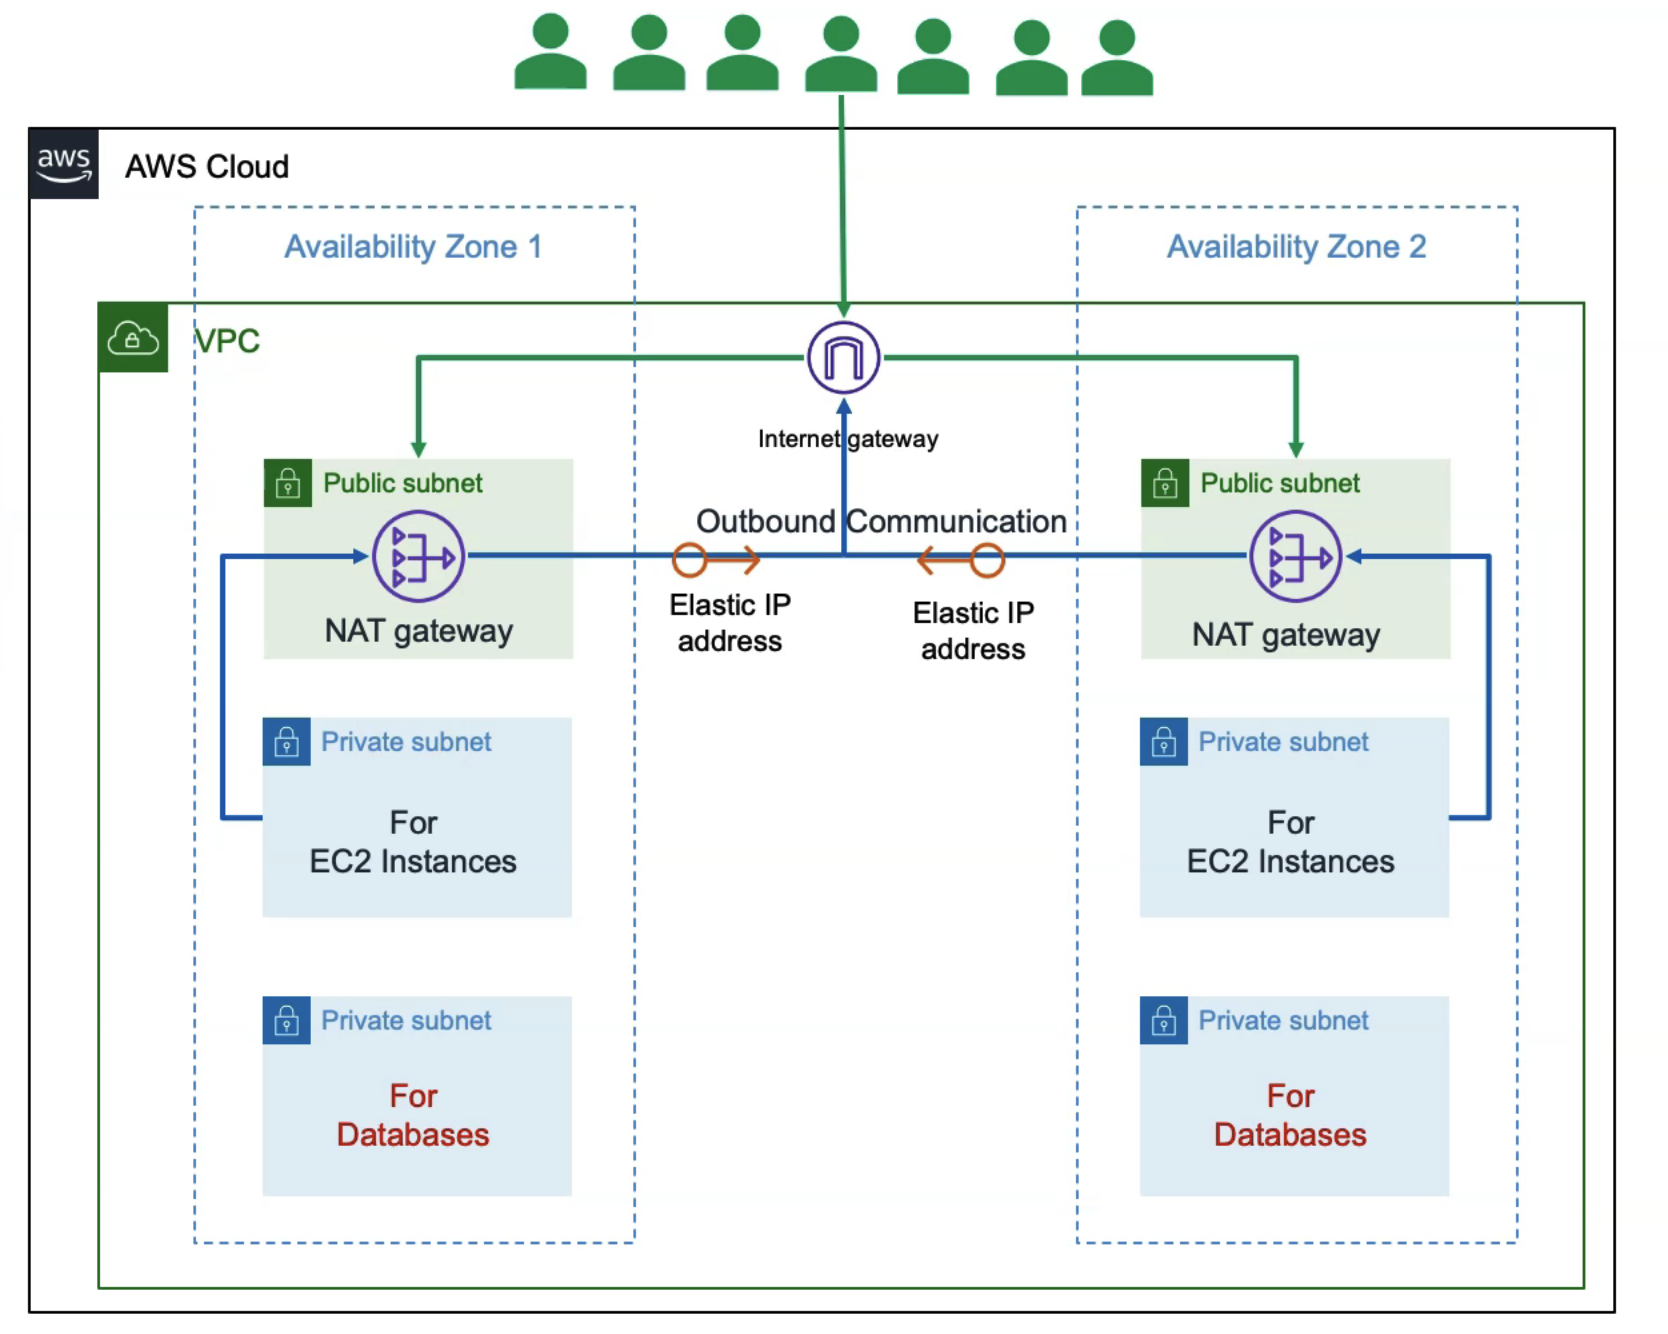 aws
AWS Cloud
Availability Zone 1
Availability Zone 2
VPC
Internet gateway
Public subnet
Public subnet
Outbound Communication
NAT gateway
Elastic IP
address
Elastic IP
address
NAT gateway
Private subnet
For
EC2 Instances
Private subnet
For
EC2 Instances
Private subnet
For
Databases
Private subnet
For
Databases